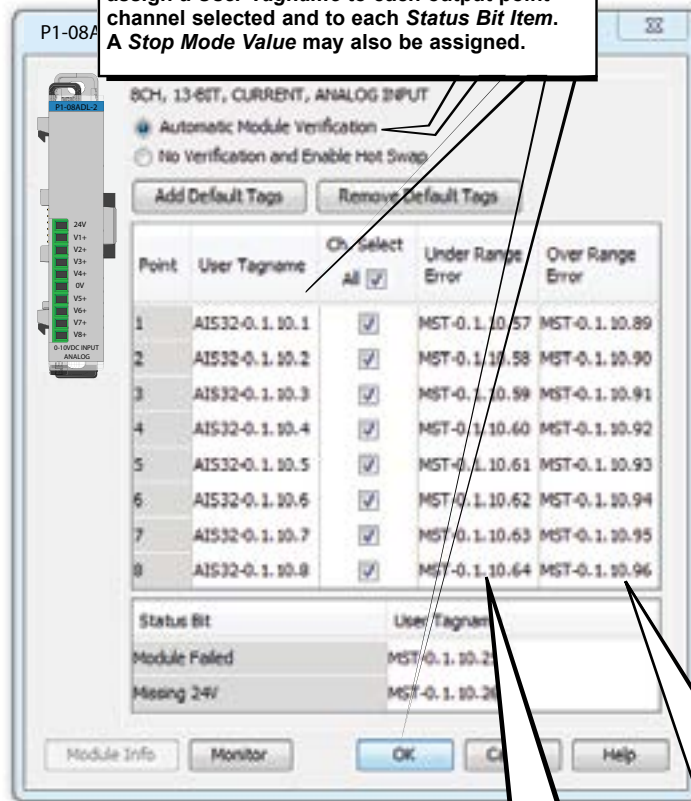 assign a User Tagname to each output point
channel selected and to each Status Bit Item.
A Stop Mode Value may also be assigned.
P1-08A
P1-08ADL-2
24V
V1+
V2+
V3+
V4+
0V
V5+
V6+
V7+
V8+
0-10VDC INPUT
ANALOG
8CH, 13-BIT, CURRENT, ANALOG INPUT
Automatic Module Verification
No Verification and Enable Hot Swap
Add Default Tags Remove Default Tags
Point User Tagname Ch. Select All Under Range Error Over Range Error
1 AIS32-0.1.10.1 MST-0.1.10.57 MST-0.1.10.89
2 AIS32-0.1.10.2 MST-0.1.10.58 MST-0.1.10.90
3 AIS32-0.1.10.3 MST-0.1.10.59 MST-0.1.10.91
4 AIS32-0.1.10.4 MST-0.1.10.60 MST-0.1.10.92
5 AIS32-0.1.10.5 MST-0.1.10.61 MST-0.1.10.93
6 AIS32-0.1.10.6 MST-0.1.10.62 MST-0.1.10.94
7 AIS32-0.1.10.7 MST-0.1.10.63 MST-0.1.10.95
8 AIS32-0.1.10.8 MST-0.1.10.64 MST-0.1.10.96
Status Bit User Tagnam
Module Failed
Missing 24V
Module Info Monitor OK Help